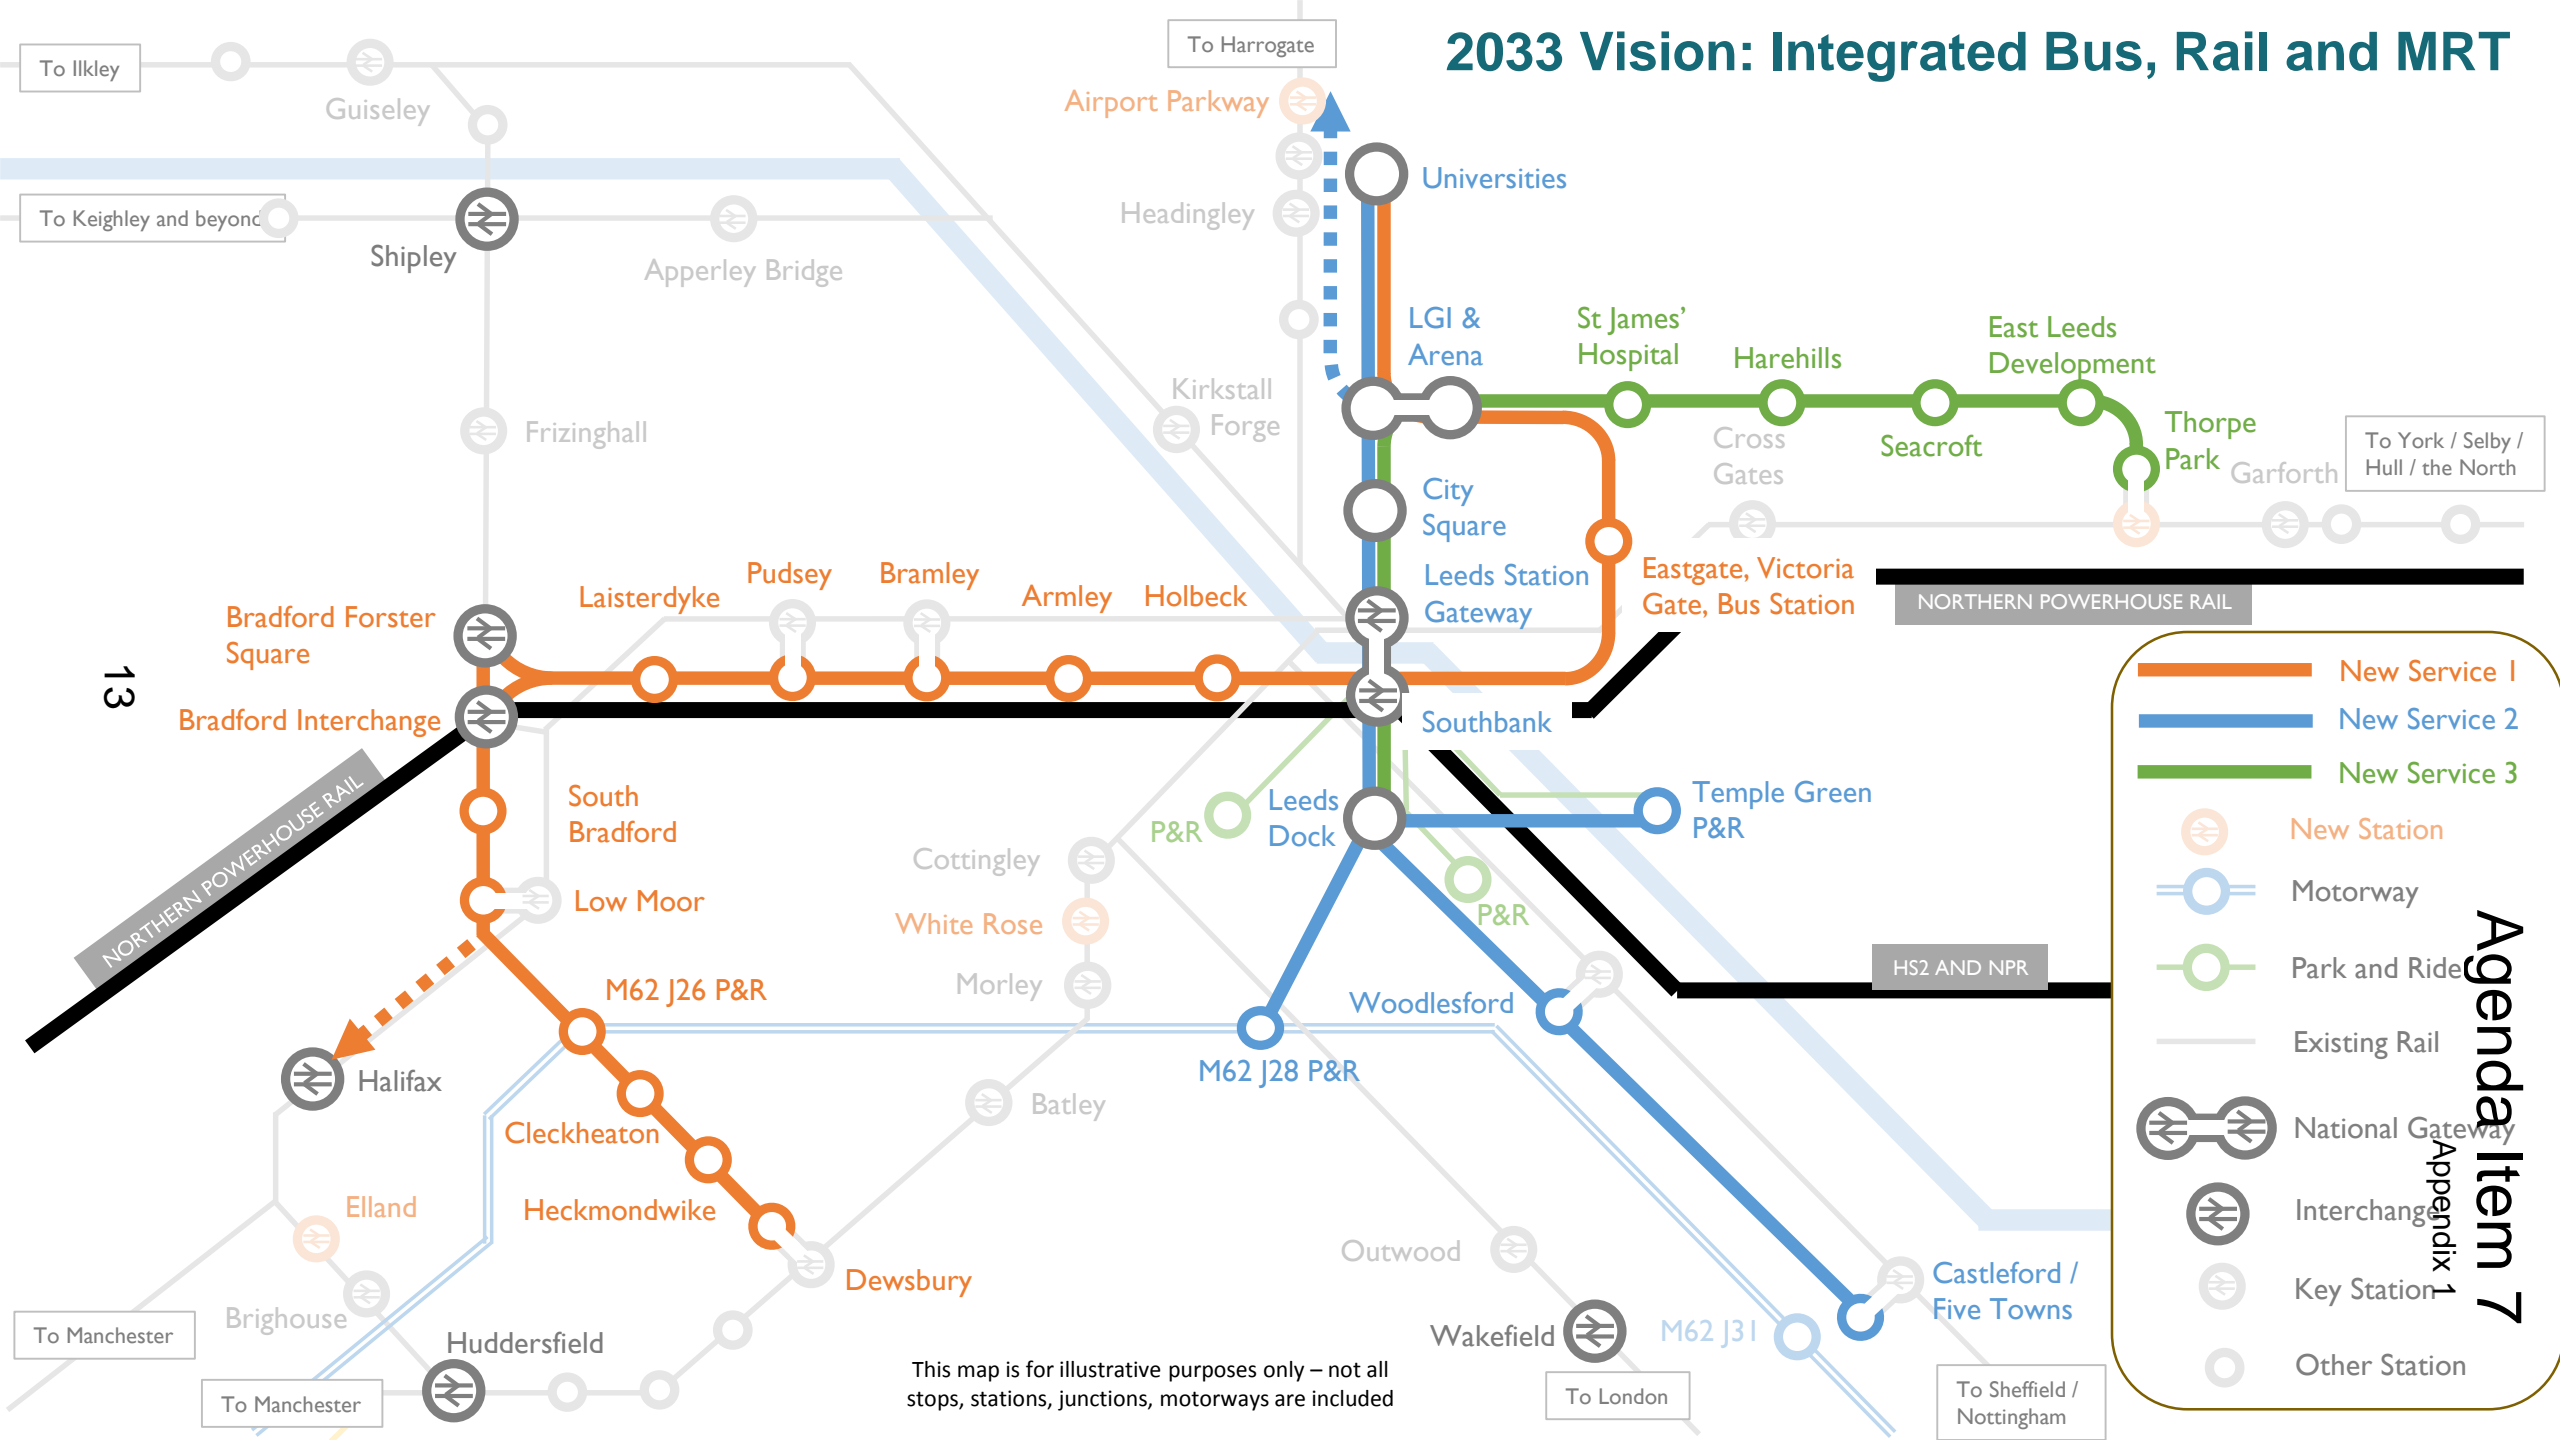 2033 Vision: Integrated Bus, Rail and MRT
To Harrogate
To Ilkley
Guiseley
Airport Parkway
Universities
To Keighley and beyond
Headingley
Shipley
Apperley Bridge
LGI &
Arena
St James’
Hospital
Harehills
East Leeds
Development
Kirkstall
Forge
Frizinghall
Cross
Gates
Seacroft
Thorpe
Park
Garforth
To York / Selby /
Hull / the North
City
Square
Leeds Station
Gateway
Eastgate, Victoria
Gate, Bus Station
NORTHERN POWERHOUSE RAIL
Bradford Forster
Square
Laisterdyke
Pudsey
Bramley
Armley
Holbeck
Bradford Interchange
Southbank
13
NORTHERN POWERHOUSE RAIL
South
Bradford
P&R
Leeds
Dock
Temple Green
P&R
Cottingley
Low Moor
White Rose
P&R
Morley
M62 J26 P&R
Woodlesford
HS2 AND NPR
Halifax
M62 J28 P&R
Batley
Cleckheaton
Elland
Heckmondwike
Dewsbury
Outwood
Castleford /
Five Towns
Brighouse
To Manchester
Huddersfield
Wakefield
M62 J31
To Manchester
This map is for illustrative purposes only – not all
stops, stations, junctions, motorways are included
To London
To Sheffield /
Nottingham
New Service 1
New Service 2
New Service 3
New Station
Motorway
Park and Ride
Existing Rail
National Gateway
Interchange
Key Station
Other Station
Agenda Item 7
Appendix 1